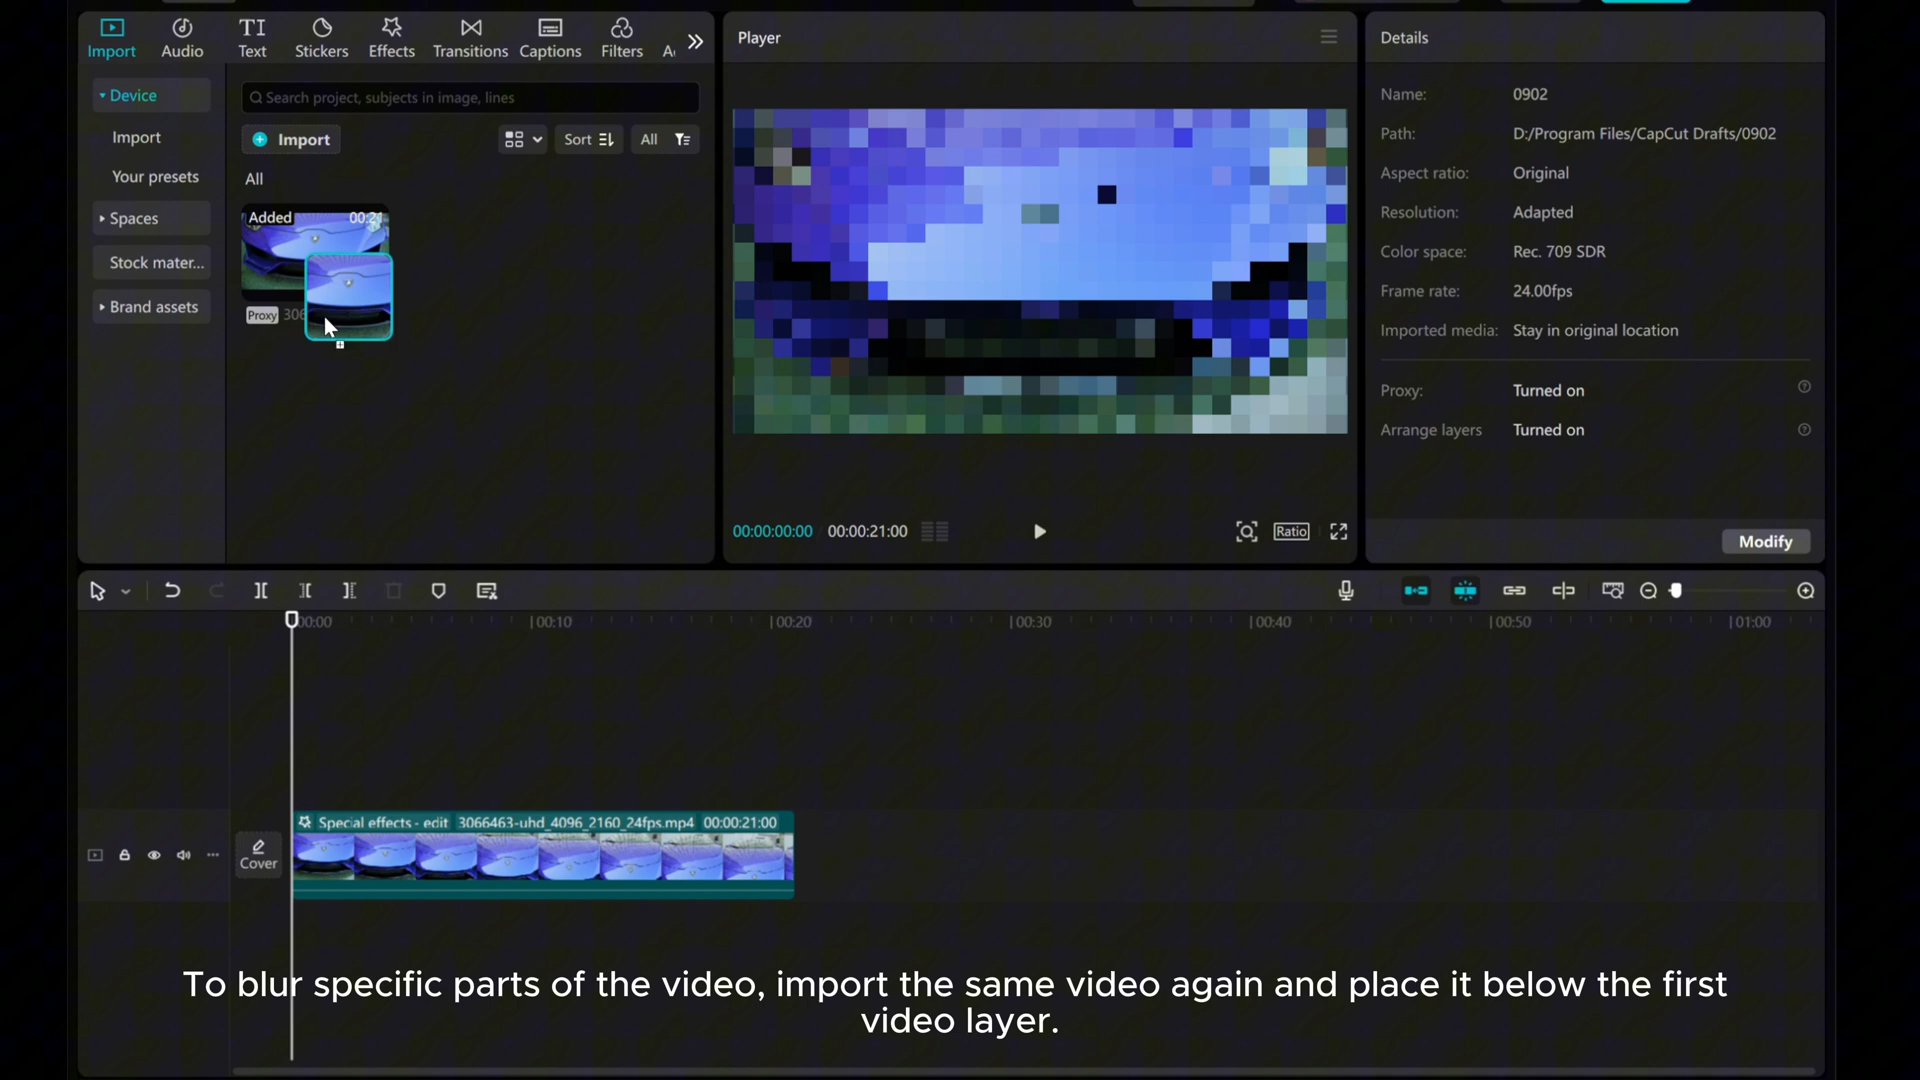 Import
Audio
TI
Text
Stickers
Effects
Transitions
Captions
Filters
Player
Details
Device
Import
Your presets
Spaces
Stock mater...
Brand assets
Search project, subjects in image, lines
Import
Sort
All
All
Added 00:21
Proxy 306
00:00:00:00 00:00:21:00
Ratio
Name: 0902
Path: D:/Program Files/CapCut Drafts/0902
Aspect ratio: Original
Resolution: Adapted
Color space: Rec. 709 SDR
Frame rate: 24.00fps
Imported media: Stay in original location
Proxy: Turned on
Arrange layers Turned on
Modify
00:00 00:10 00:20 00:30 00:40 00:50 01:00
Special effects - edit 3066463-uhd_4096_2160_24fps.mp4 00:00:21:00
Cover
To blur specific parts of the video, import the same video again and place it below the first
video layer.